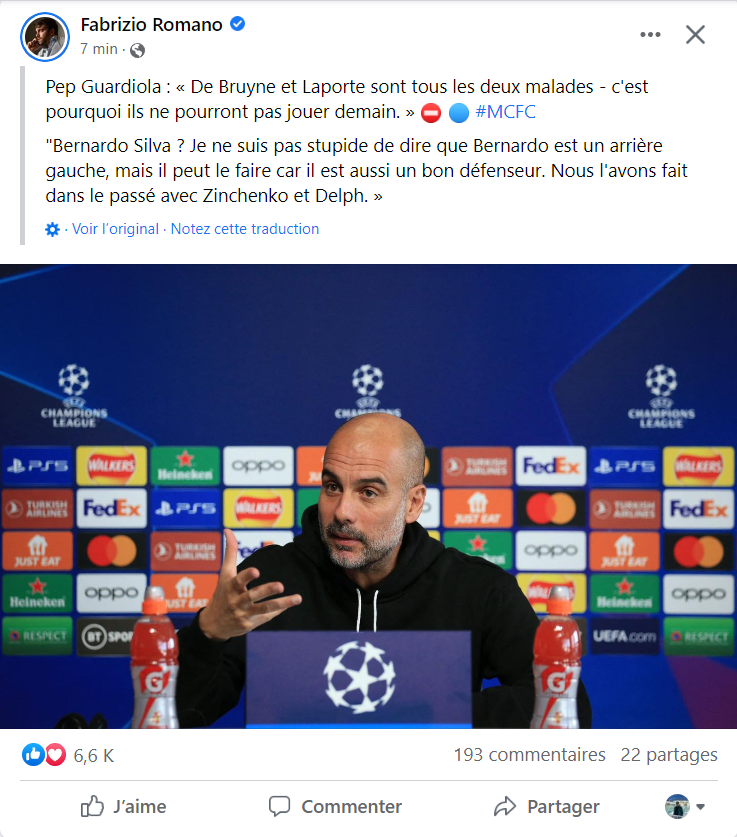 Fabrizio Romano
7 min ·
Pep Guardiola : « De Bruyne et Laporte sont tous les deux malades - c'est
pourquoi ils ne pourront pas jouer demain. » ⛔ 🔵 #MCFC
"Bernardo Silva ? Je ne suis pas stupide de dire que Bernardo est un arrière
gauche, mais il peut le faire car il est aussi un bon défenseur. Nous l'avons fait
dans le passé avec Zinchenko et Delph. »
· Voir l'original · Notez cette traduction
CHAMPIONS LEAGUE CHAMPIONS CHAMPIONS LEAGUE
PS5 WALKERS Heineken oppo TURKISH AIRLINES FedEx PS5 WALKERS
TURKISH AIRLINES FedEx PS5 WALKERS JUST EAT mastercard TURKISH AIRLINES FedEx
JUST EAT TURKISH AIRLINES oppo JUST EAT
Heineken oppo JUST EAT WALKERS Heineken oppo
RESPECT BT SPOR UEFA.com RESPECT
G G
6,6 K 193 commentaires 22 partages
J'aime Commenter Partager